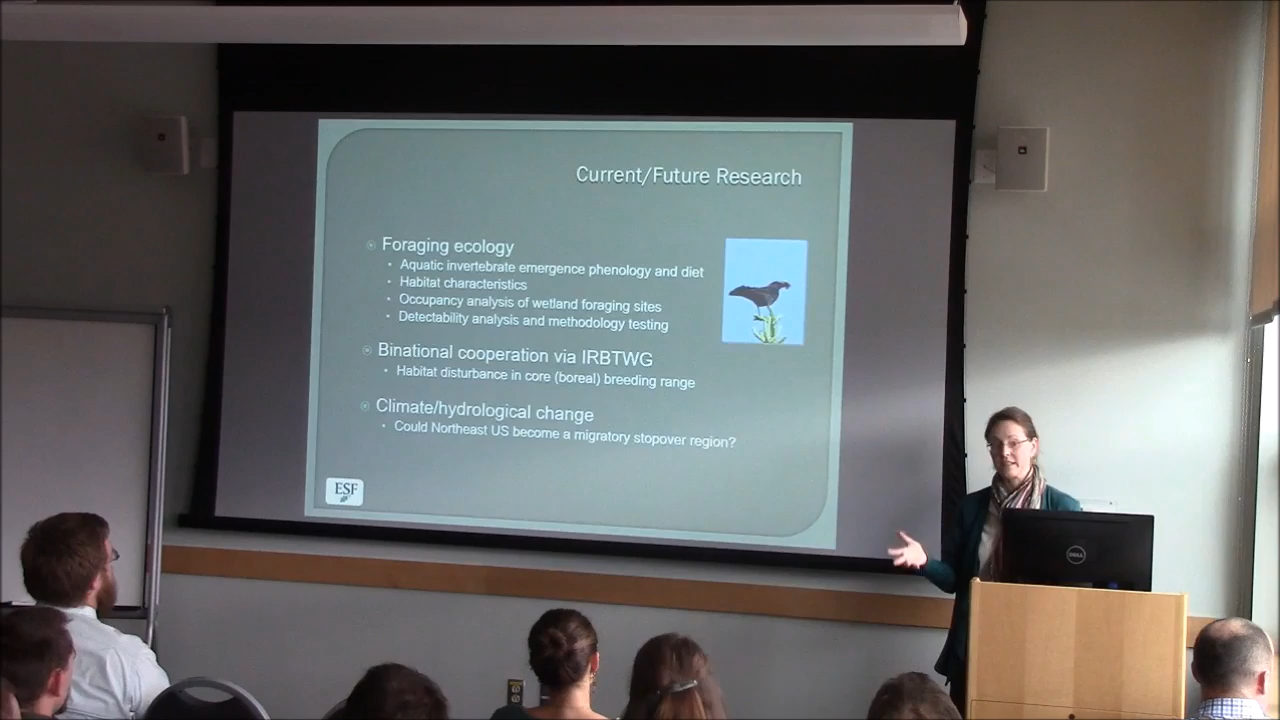 Current/Future Research
Foraging ecology
Aquatic invertebrate emergence phenology and diet
Habitat characteristics
Occupancy analysis of wetland foraging sites
Detectability analysis and methodology testing
Binational cooperation via IRBTWG
Habitat disturbance in core (boreal) breeding range
Climate/hydrological change
Could Northeast US become a migratory stopover region?
ESF
DELL